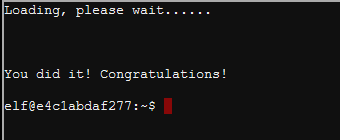 Loading, please wait......
You did it! Congratulations!
elf@e4c1abdaf277:~$